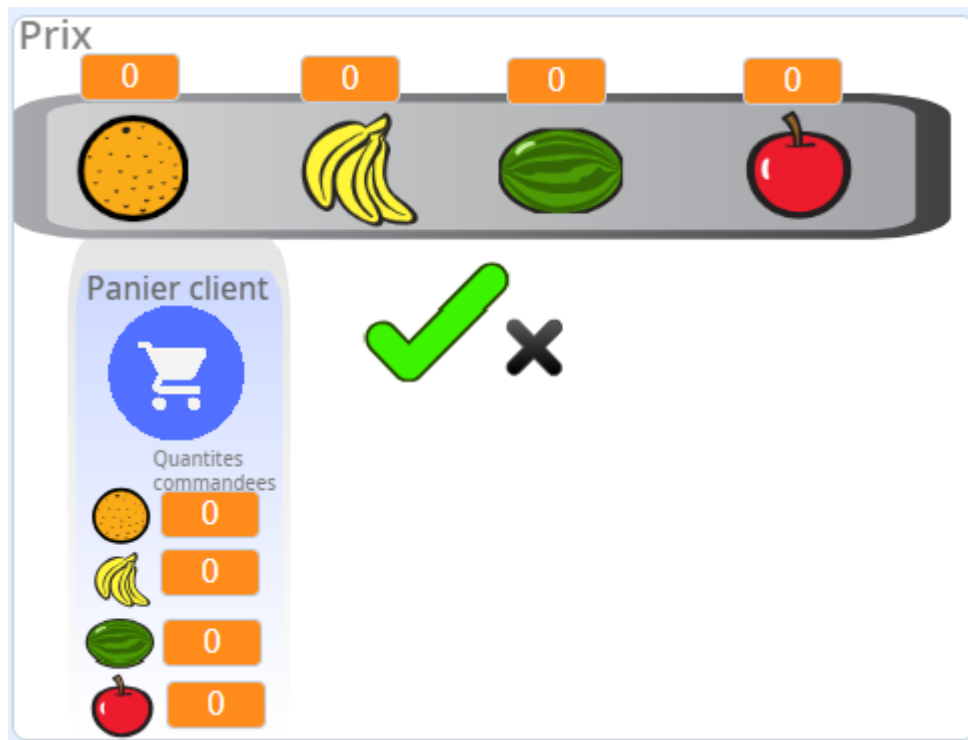 Prix
0 0 0 0
Panier client
Quantites
commandees
0
0
0
0